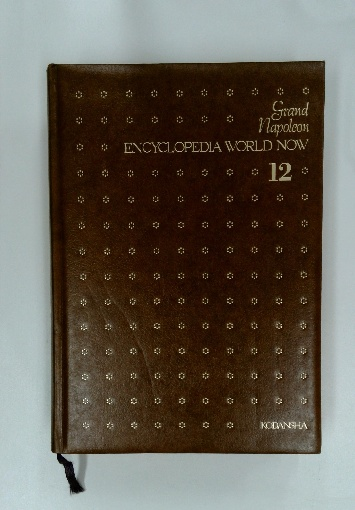 Grand
Napoleon
ENCYCLOPEDIA WORLD NOW
12
KODANSHA